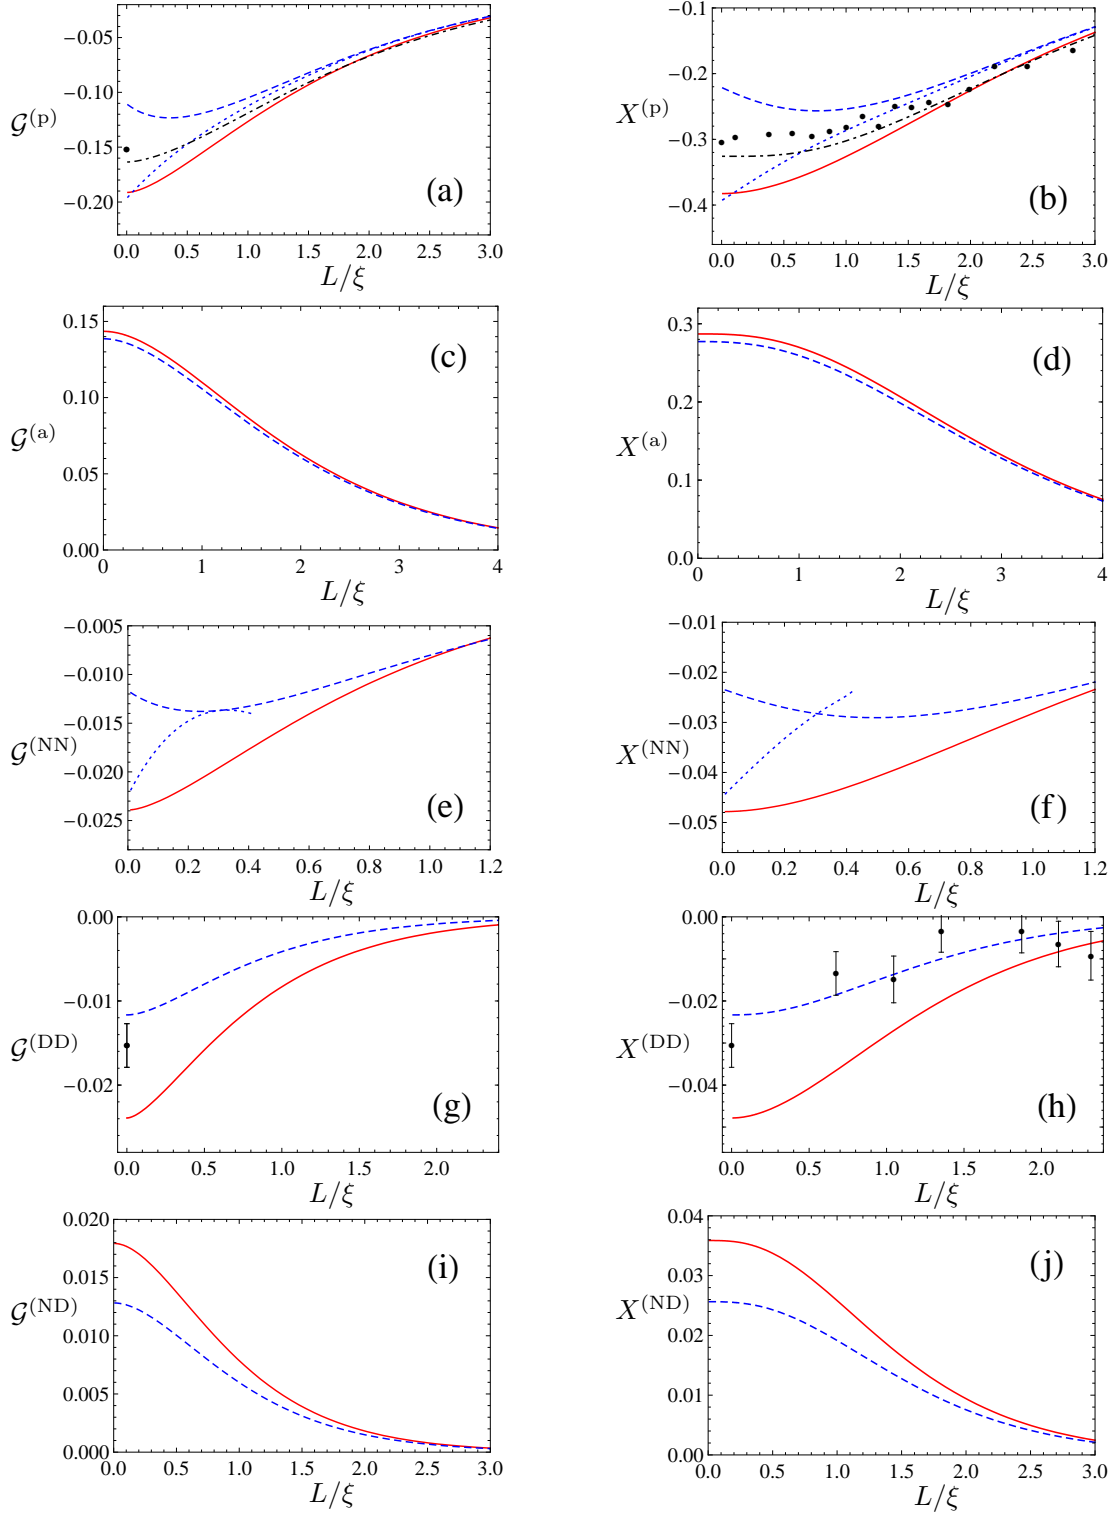 −0.05
−0.10
−0.15
−0.20
𝒢^(p)
(a)
0.0 0.5 1.0 1.5 2.0 2.5 3.0
L/ξ
−0.1
−0.2
−0.3
−0.4
X^(p)
(b)
0.0 0.5 1.0 1.5 2.0 2.5 3.0
L/ξ
0.15
0.10
0.05
0.00
𝒢^(a)
(c)
0 1 2 3 4
L/ξ
0.3
0.2
0.1
0.0
X^(a)
(d)
0 1 2 3 4
L/ξ
−0.005
−0.010
−0.015
−0.020
−0.025
𝒢^(NN)
(e)
0.0 0.2 0.4 0.6 0.8 1.0 1.2
L/ξ
−0.01
−0.02
−0.03
−0.04
−0.05
X^(NN)
(f)
0.0 0.2 0.4 0.6 0.8 1.0 1.2
L/ξ
0.00
−0.01
−0.02
𝒢^(DD)
(g)
0.0 0.5 1.0 1.5 2.0
L/ξ
0.00
−0.02
−0.04
X^(DD)
(h)
0.0 0.5 1.0 1.5 2.0
L/ξ
0.020
0.015
0.010
0.005
0.000
𝒢^(ND)
(i)
0.0 0.5 1.0 1.5 2.0 2.5 3.0
L/ξ
0.04
0.03
0.02
0.01
0.00
X^(ND)
(j)
0.0 0.5 1.0 1.5 2.0 2.5 3.0
L/ξ